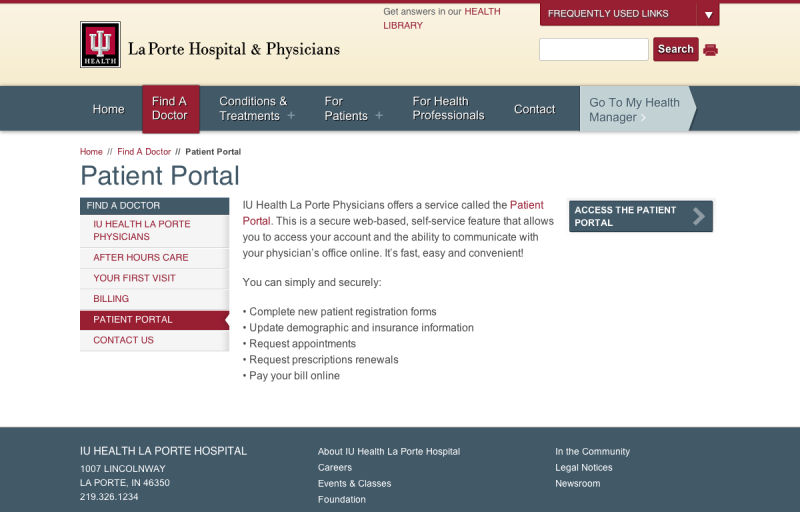 Get answers in our HEALTH
LIBRARY
FREQUENTLY USED LINKS
HEALTH
La Porte Hospital & Physicians
Search
Home
Find A
Doctor
Conditions &
Treatments +
For
Patients +
For Health
Professionals
Contact
Go To My Health
Manager
Home // Find A Doctor // Patient Portal
Patient Portal
FIND A DOCTOR
IU HEALTH LA PORTE
PHYSICIANS
AFTER HOURS CARE
YOUR FIRST VISIT
BILLING
PATIENT PORTAL
CONTACT US
IU Health La Porte Physicians offers a service called the Patient
Portal. This is a secure web-based, self-service feature that allows
you to access your account and the ability to communicate with
your physician's office online. It's fast, easy and convenient!
You can simply and securely:
• Complete new patient registration forms
• Update demographic and insurance information
• Request appointments
• Request prescriptions renewals
• Pay your bill online
ACCESS THE PATIENT
PORTAL
IU HEALTH LA PORTE HOSPITAL
1007 LINCOLNWAY
LA PORTE, IN 46350
219.326.1234
About IU Health La Porte Hospital
Careers
Events & Classes
Foundation
In the Community
Legal Notices
Newsroom